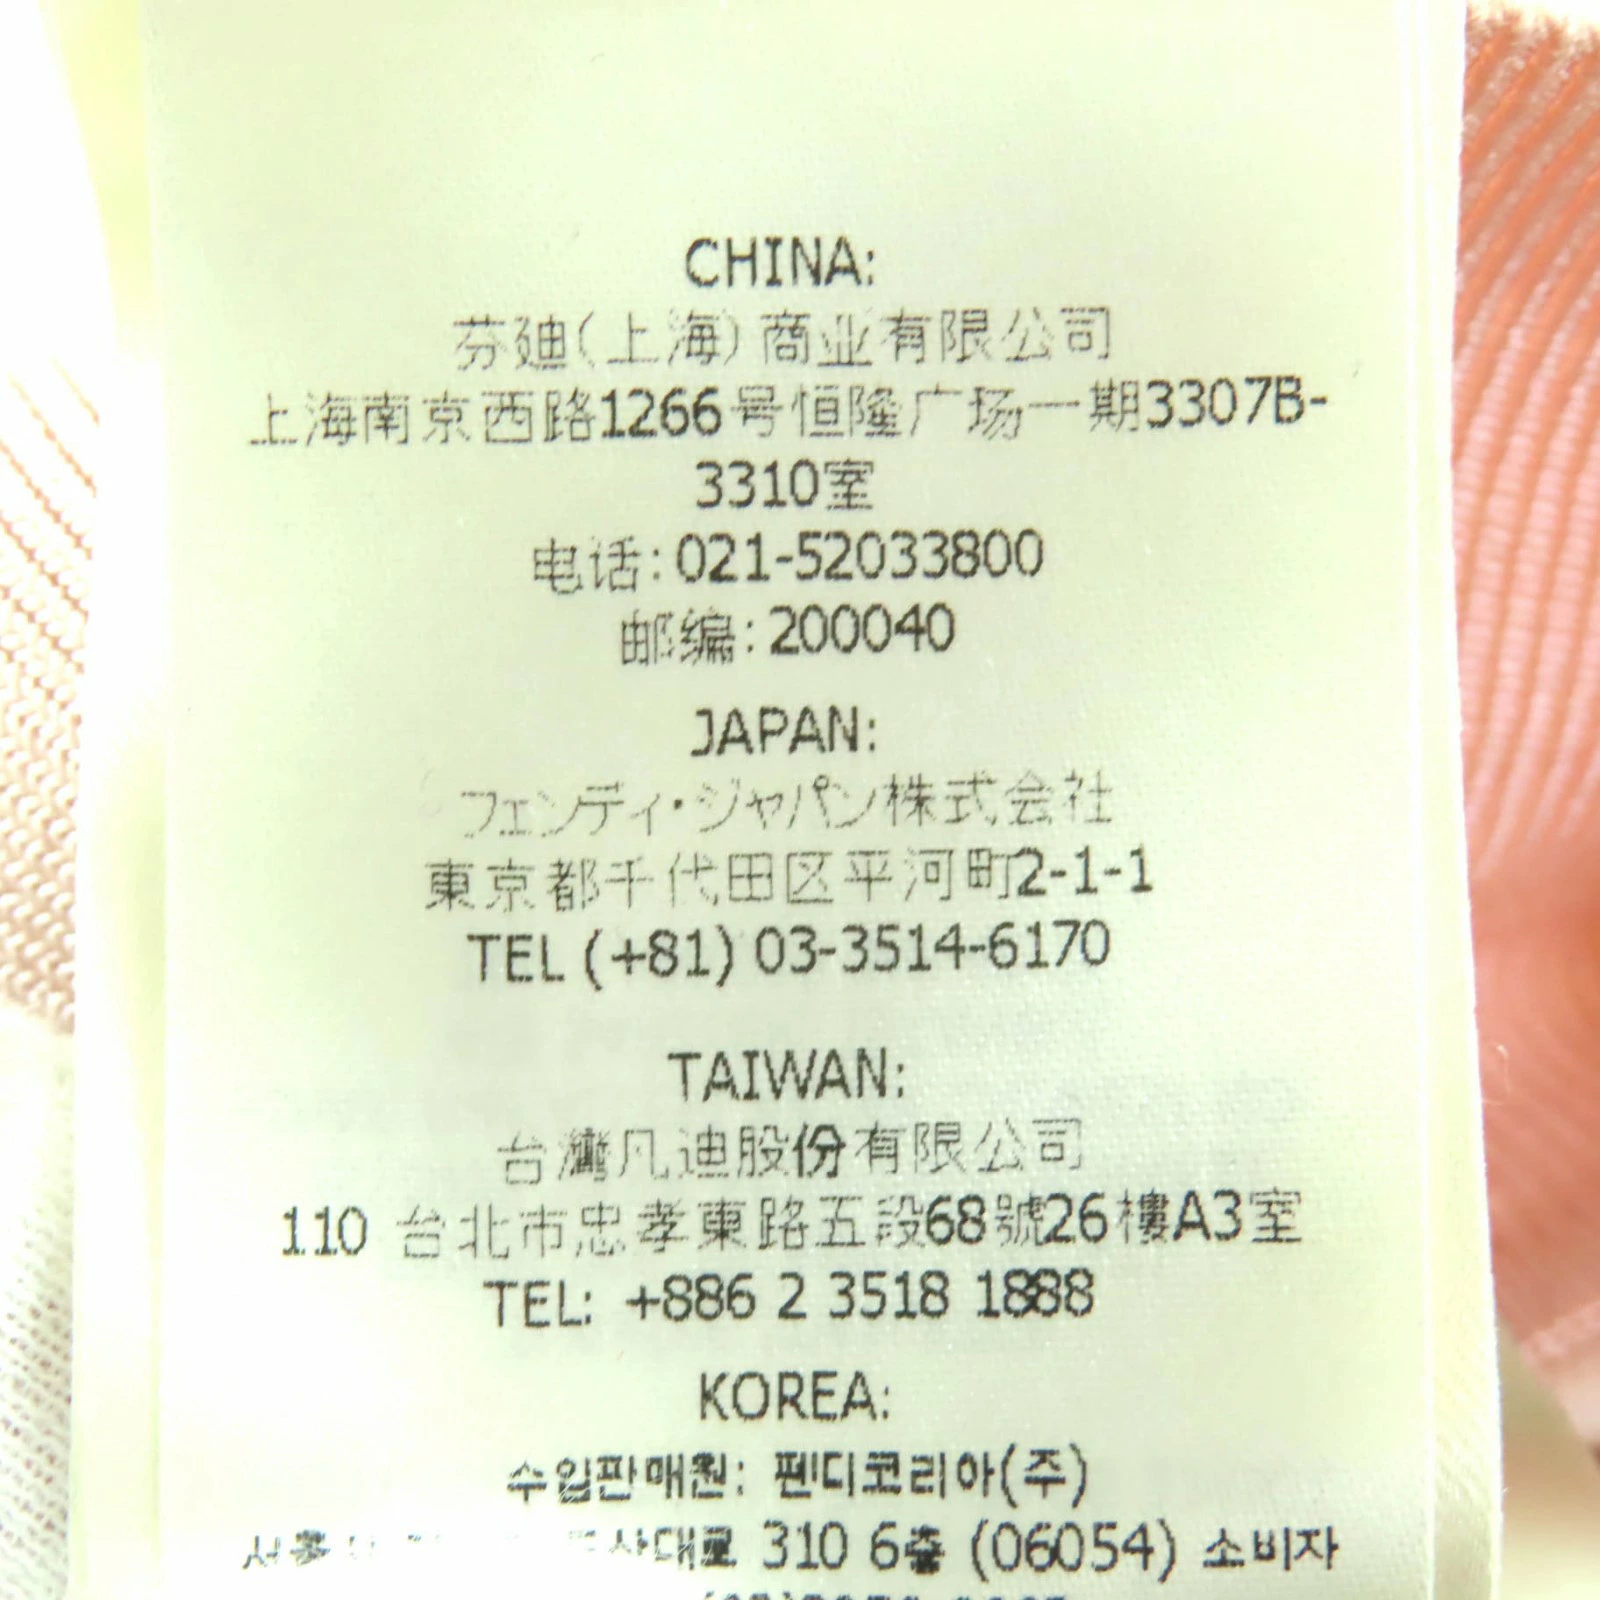 CHINA:
芬迪(上海)商业有限公司
上海南京西路1266号恒隆广场一期3307B-
3310室
电话:021-52033800
邮编:200040
JAPAN:
フェンディ・ジャパン株式会社
東京都千代田区平河町2-1-1
TEL (+81) 03-3514-6170
TAIWAN:
台灣凡迪股份有限公司
110 台北市忠孝東路五段68號26樓A3室
TEL: +886 2 3518 1888
KOREA:
수입판매원: 펜디코리아(주)
310 6층 (06054) 소비자